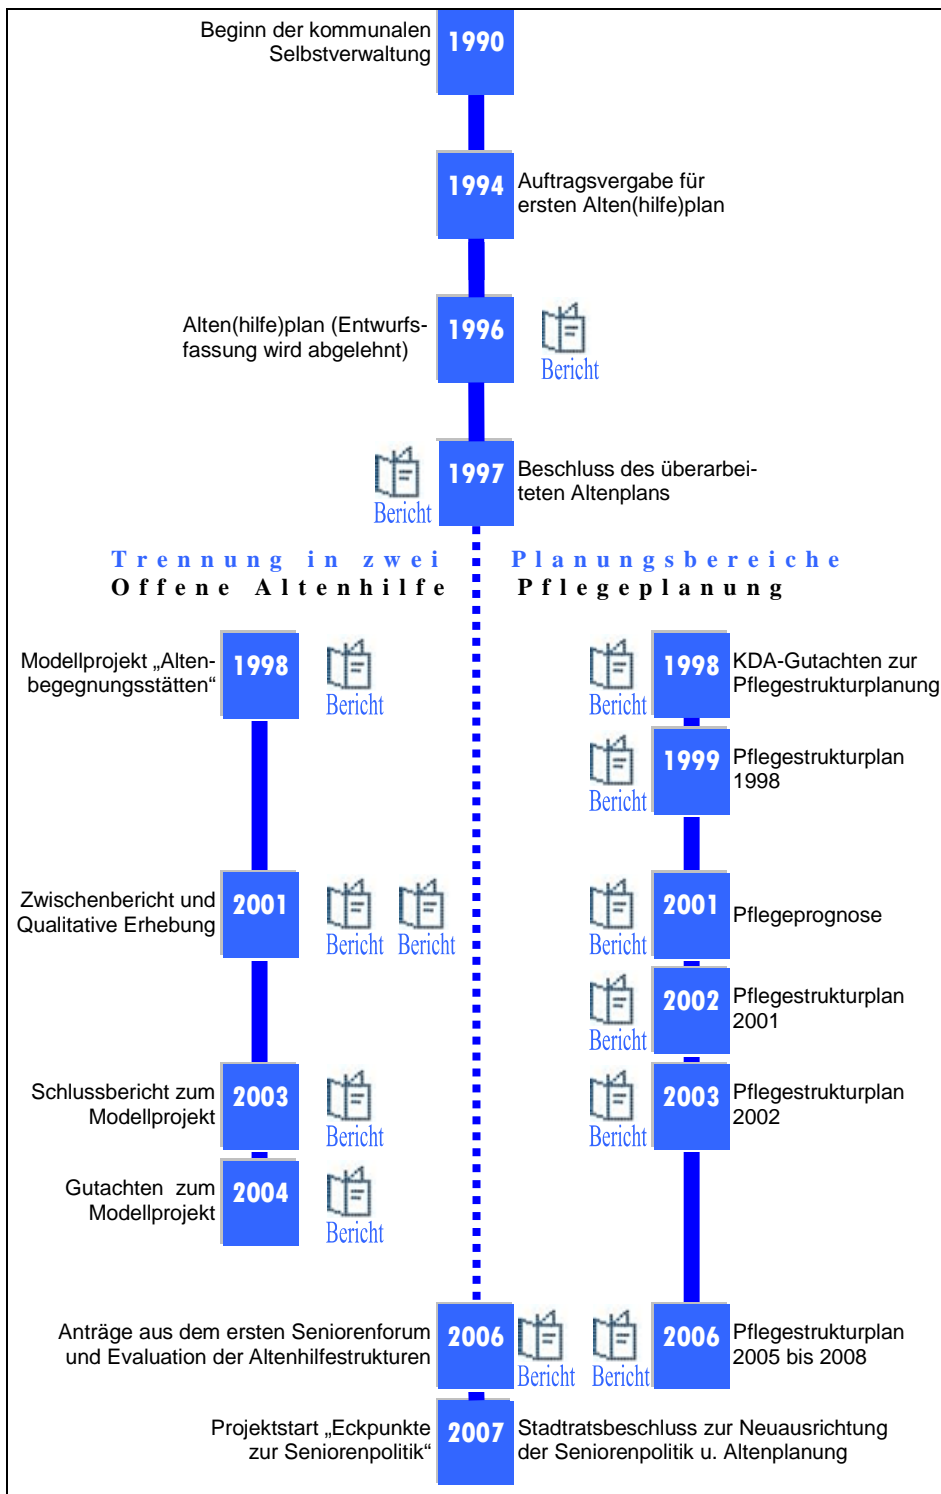 Beginn der kommunalen
Selbstverwaltung
1990
1994
Auftragsvergabe für
ersten Alten(hilfe)plan
Alten(hilfe)plan (Entwurfs-
fassung wird abgelehnt)
1996
Bericht
Bericht
1997
Beschluss des überarbei-
teten Altenplans
Trennung in zwei Planungsbereiche
Offene Altenhilfe Pflegeplanung
Modellprojekt „Alten-
begegnungsstätten“
1998
Bericht
Bericht
1998
KDA-Gutachten zur
Pflegestrukturplanung
Bericht
1999
Pflegestrukturplan
1998
Zwischenbericht und
Qualitative Erhebung
2001
Bericht
Bericht
Bericht
2001
Pflegeprognose
Bericht
2002
Pflegestrukturplan
2001
Schlussbericht zum
Modellprojekt
2003
Bericht
Bericht
2003
Pflegestrukturplan
2002
Gutachten zum
Modellprojekt
2004
Bericht
Anträge aus dem ersten Seniorenforum
und Evaluation der Altenhilfestrukturen
2006
Bericht
Bericht
2006
Pflegestrukturplan
2005 bis 2008
Projektstart „Eckpunkte
zur Seniorenpolitik“
2007
Stadtratsbeschluss zur Neuausrichtung
der Seniorenpolitik u. Altenplanung